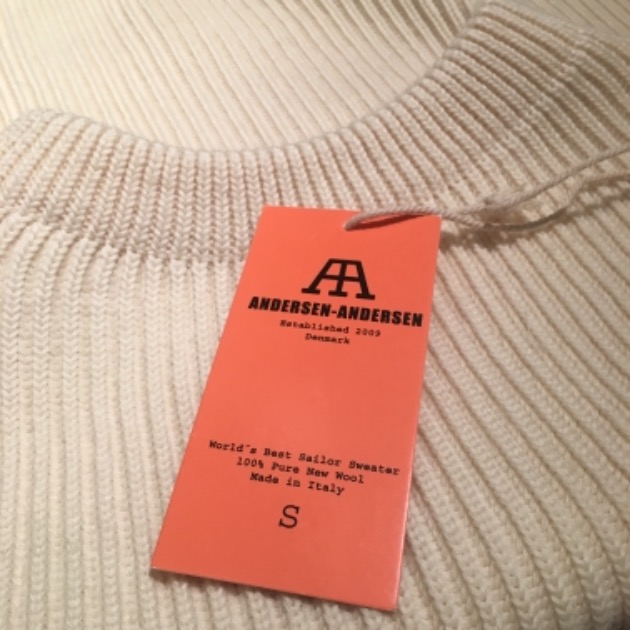 AA
ANDERSEN-ANDERSEN
Established 2009
Denmark
World´s Best Sailor Sweater
100% Pure New Wool
Made in Italy
S